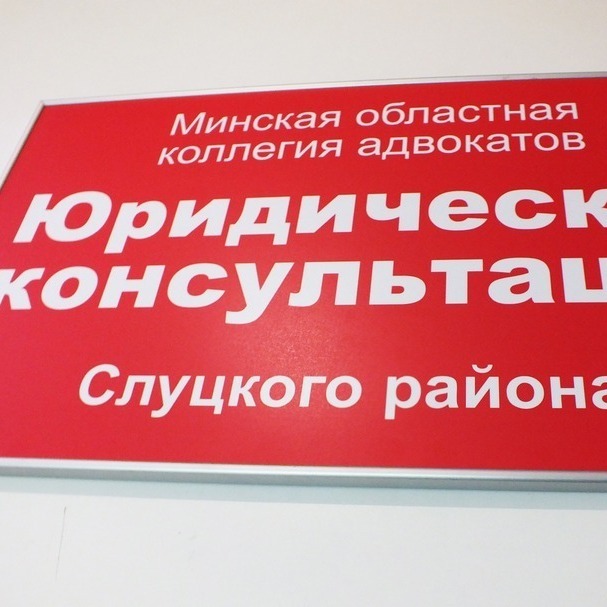 Минская областная
коллегия адвокатов
Юридическ
консультац
Слуцкого района